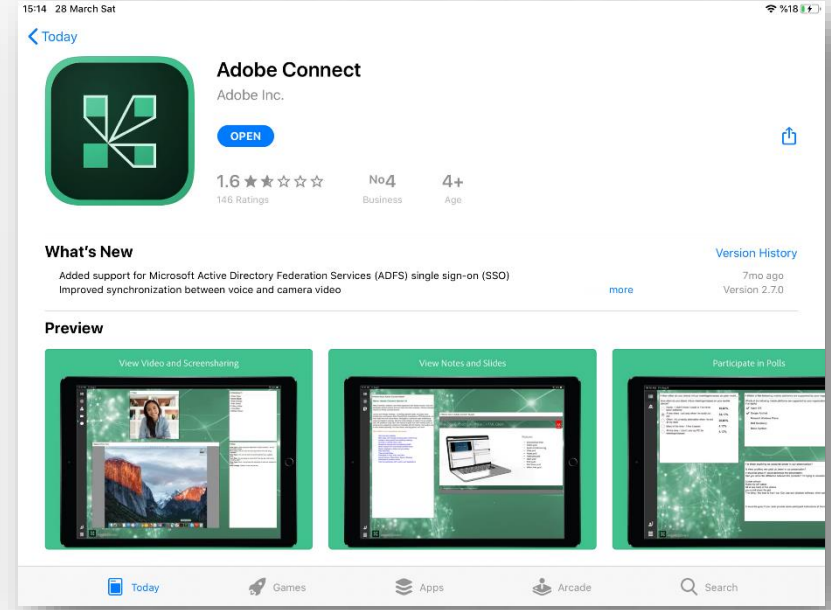 15:14 28 March Sat
%18
Today
Adobe Connect
Adobe Inc.
OPEN
1.6
No4
4+
146 Ratings
Business
Age
What's New
Version History
Added support for Microsoft Active Directory Federation Services (ADFS) single sign-on (SSO)
7mo ago
Improved synchronization between voice and camera video
more
Version 2.7.0
Preview
View Video and Screensharing
View Notes and Slides
Participate in Polls
Today
Games
Apps
Arcade
Search